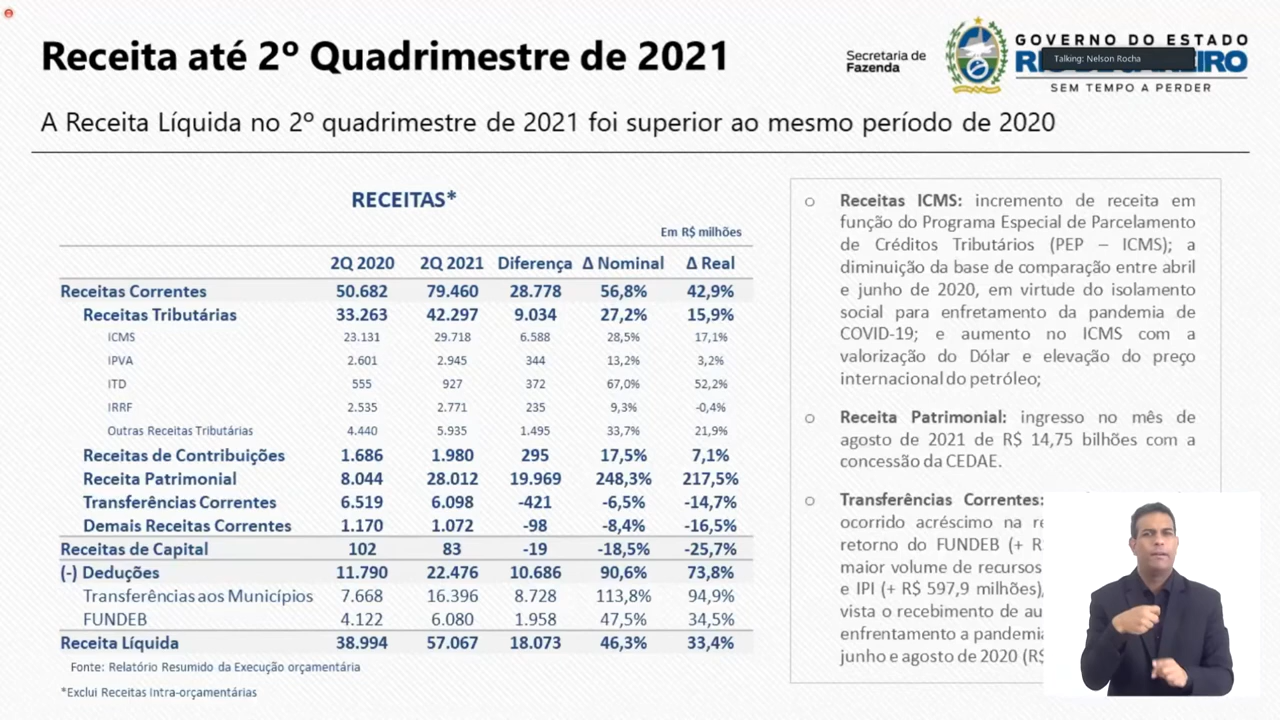 Receita até 2º Quadrimestre de 2021
Secretaria de
Fazenda
GOVERNO DO ESTADO
Talking: Nelson Rocha
SEM TEMPO A PERDER
A Receita Líquida no 2º quadrimestre de 2021 foi superior ao mesmo período de 2020
RECEITAS*
Em R$ milhões
2Q 2020 2Q 2021 Diferença Δ Nominal Δ Real
Receitas Correntes 50.682 79.460 28.778 56,8% 42,9%
Receitas Tributárias 33.263 42.297 9.034 27,2% 15,9%
ICMS 23.131 29.718 6.588 28,5% 17,1%
IPVA 2.601 2.945 344 13,2% 3,2%
ITD 555 927 372 67,0% 52,2%
IRRF 2.535 2.771 235 9,3% -0,4%
Outras Receitas Tributárias 4.440 5.935 1.495 33,7% 21,9%
Receitas de Contribuições 1.686 1.980 295 17,5% 7,1%
Receita Patrimonial 8.044 28.012 19.969 248,3% 217,5%
Transferências Correntes 6.519 6.098 -421 -6,5% -14,7%
Demais Receitas Correntes 1.170 1.072 -98 -8,4% -16,5%
Receitas de Capital 102 83 -19 -18,5% -25,7%
(-) Deduções 11.790 22.476 10.686 90,6% 73,8%
Transferências aos Municípios 7.668 16.396 8.728 113,8% 94,9%
FUNDEB 4.122 6.080 1.958 47,5% 34,5%
Receita Líquida 38.994 57.067 18.073 46,3% 33,4%
Fonte: Relatório Resumido da Execução orçamentária
*Exclui Receitas Intra-orçamentárias
o Receitas ICMS: incremento de receita em
função do Programa Especial de Parcelamento
de Créditos Tributários (PEP – ICMS); a
diminuição da base de comparação entre abril
e junho de 2020, em virtude do isolamento
social para enfretamento da pandemia de
COVID-19; e aumento no ICMS com a
valorização do Dólar e elevação do preço
internacional do petróleo;
o Receita Patrimonial: ingresso no mês de
agosto de 2021 de R$ 14,75 bilhões com a
concessão da CEDAE.
o Transferências Correntes:
ocorrido acréscimo na
retorno do FUNDEB (+
maior volume de recursos
e IPI (+ R$ 597,9 milhões),
vista o recebimento de
enfrentamento a pandemia
junho e agosto de 2020 (R$